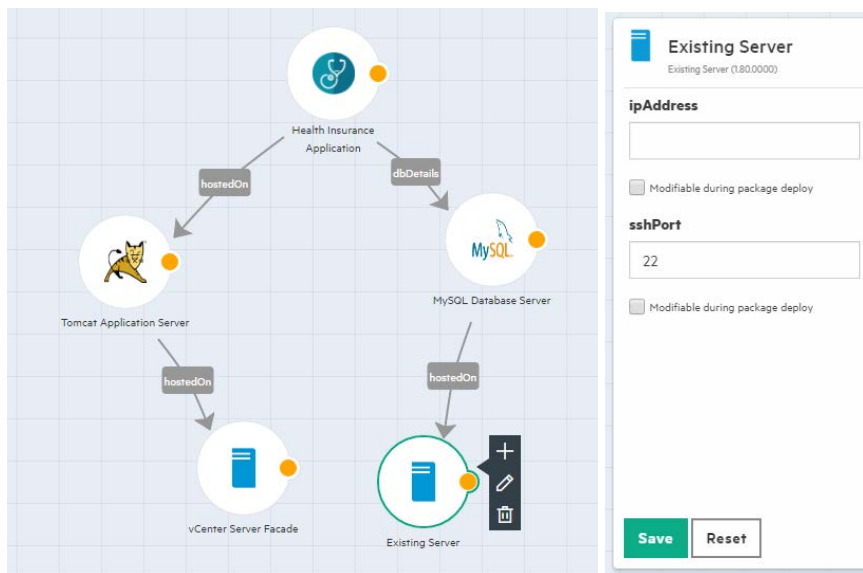 Health Insurance
Application
hostedOn
dbDetails
MySQL
Tomcat Application Server
MySQL Database Server
hostedOn
hostedOn
vCenter Server Facade
Existing Server
Existing Server
Existing Server (1.80.0000)
ipAddress
Modifiable during package deploy
sshPort
22
Modifiable during package deploy
Save
Reset